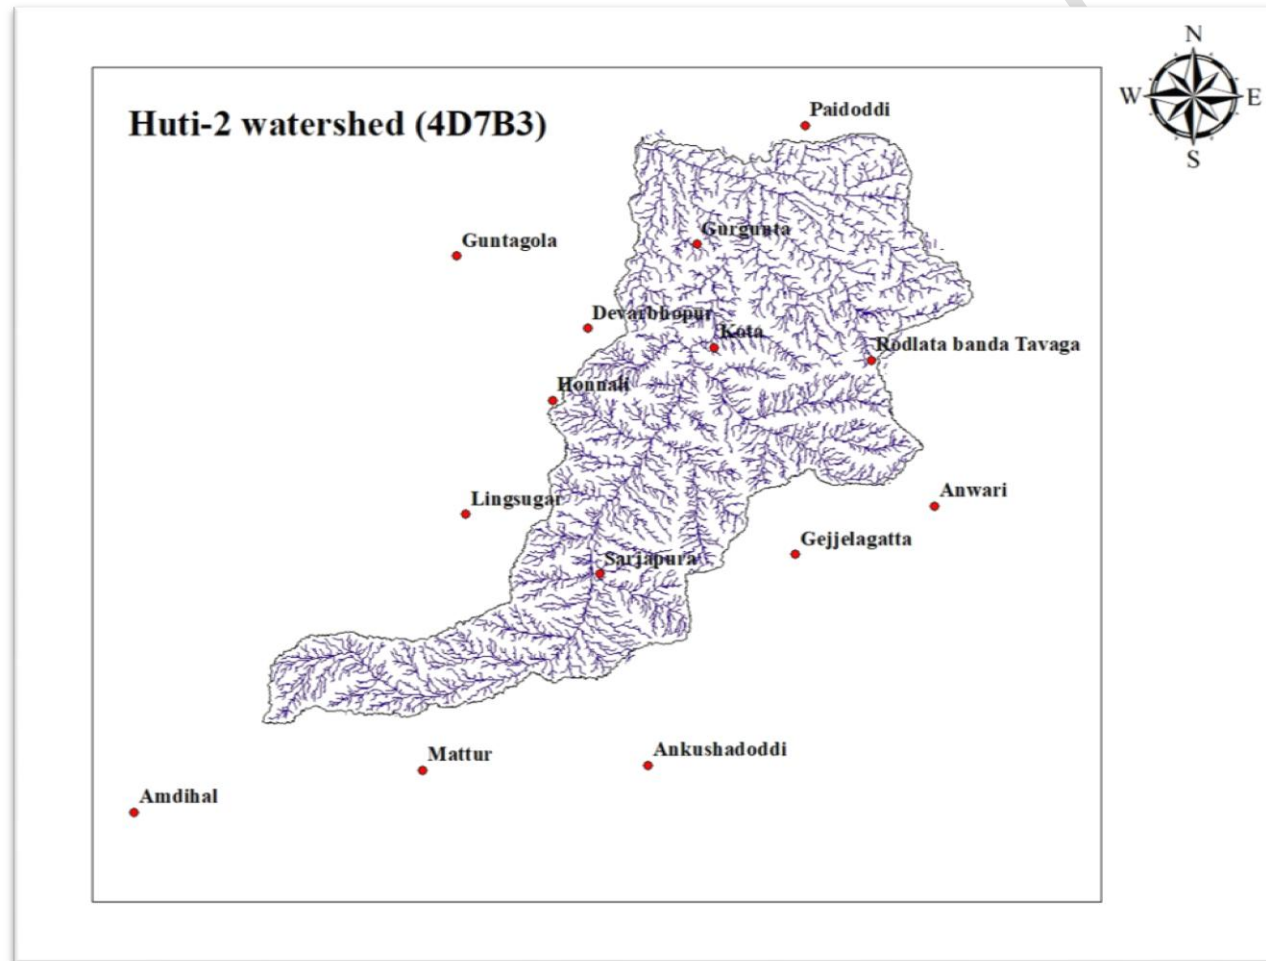 N
W E
S
Huti-2 watershed (4D7B3)
Paidoddi
Gurgunta
Guntagola
Devarbhopur
Kota
Rodlata banda Tavaga
Honnali
Lingsugar
Anwari
Gejjelagatta
Sarjapura
Mattur
Ankushadoddi
Amdihal